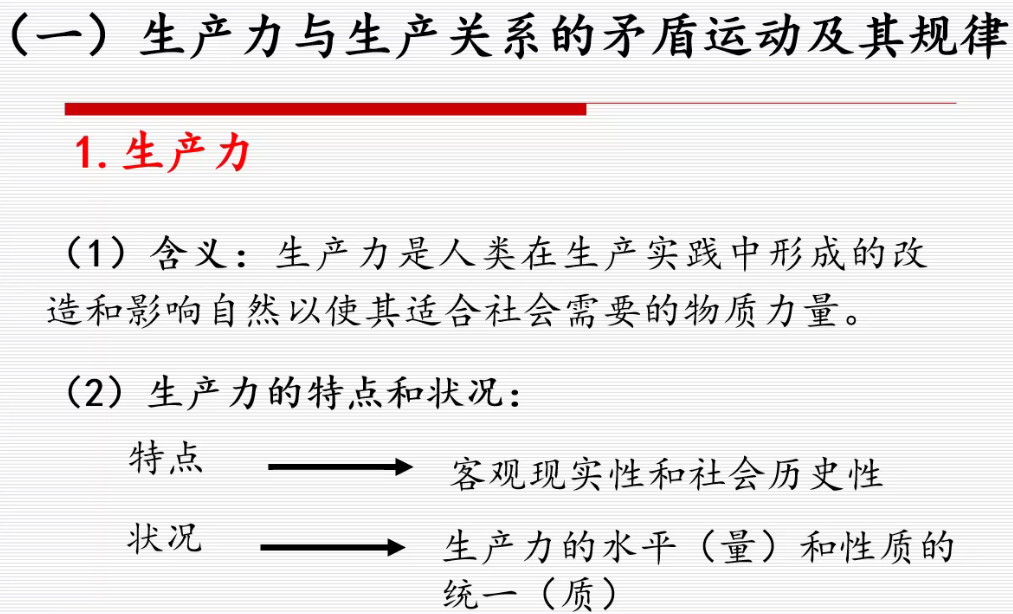 （一）生产力与生产关系的矛盾运动及其规律
1.生产力
（1）含义：生产力是人类在生产实践中形成的改
造和影响自然以使其适合社会需要的物质力量。
（2）生产力的特点和状况：
特点
客观现实性和社会历史性
状况
生产力的水平（量）和性质的
统一（质）